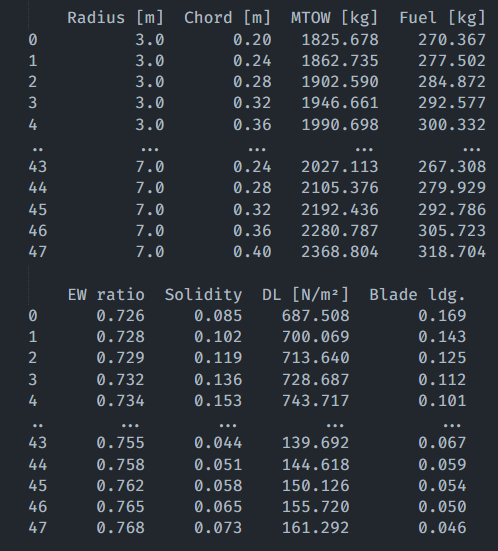 Radius [m] Chord [m] MTOW [kg] Fuel [kg]
0 3.0 0.20 1825.678 270.367
1 3.0 0.24 1862.735 277.502
2 3.0 0.28 1902.590 284.872
3 3.0 0.32 1946.661 292.577
4 3.0 0.36 1990.698 300.332
.. ... ... ... ...
43 7.0 0.24 2027.113 267.308
44 7.0 0.28 2105.376 279.929
45 7.0 0.32 2192.436 292.786
46 7.0 0.36 2280.787 305.723
47 7.0 0.40 2368.804 318.704
EW ratio Solidity DL [N/m²] Blade ldg.
0 0.726 0.085 687.508 0.169
1 0.728 0.102 700.069 0.143
2 0.729 0.119 713.640 0.125
3 0.732 0.136 728.687 0.112
4 0.734 0.153 743.717 0.101
.. ... ... ... ...
43 0.755 0.044 139.692 0.067
44 0.758 0.051 144.618 0.059
45 0.762 0.058 150.126 0.054
46 0.765 0.065 155.720 0.050
47 0.768 0.073 161.292 0.046